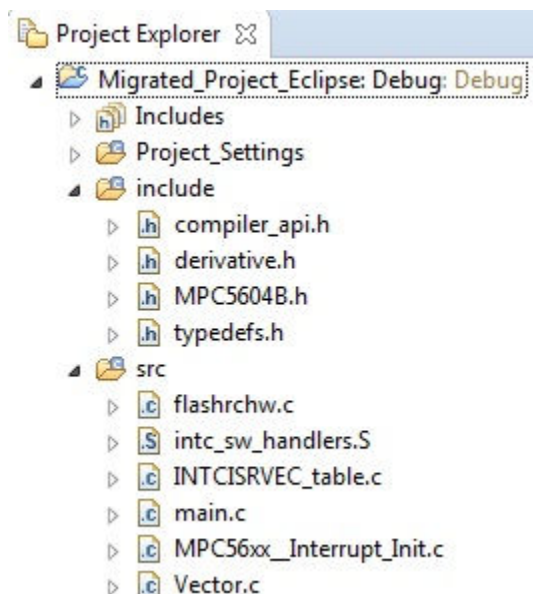 Project Explorer
Migrated_Project_Eclipse: Debug: Debug
Includes
Project_Settings
include
.h compiler_api.h
.h derivative.h
.h MPC5604B.h
.h typedefs.h
src
.c flashrchw.c
.S intc_sw_handlers.S
.c INTCISRVEC_table.c
.c main.c
.c MPC56xx__Interrupt_Init.c
.c Vector.c